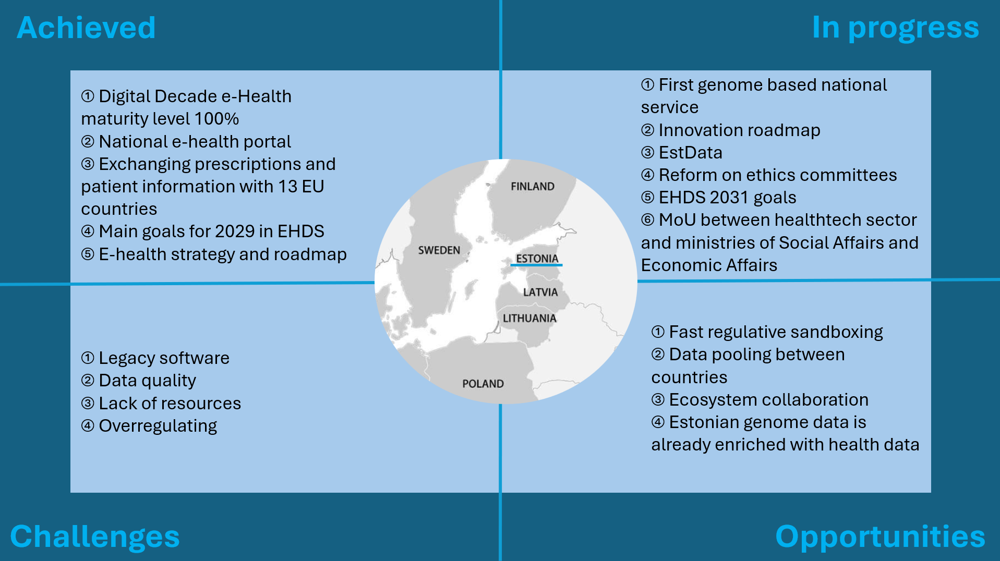 Achieved
In progress
① Digital Decade e-Health
maturity level 100%
② National e-health portal
③ Exchanging prescriptions and
patient information with 13 EU
countries
④ Main goals for 2029 in EHDS
⑤ E-health strategy and roadmap
① First genome based national
service
② Innovation roadmap
③ EstData
④ Reform on ethics committees
⑤ EHDS 2031 goals
⑥ MoU between healthtech sector
and ministries of Social Affairs and
Economic Affairs
FINLAND
SWEDEN
ESTONIA
LATVIA
LITHUANIA
POLAND
① Legacy software
② Data quality
③ Lack of resources
④ Overregulating
① Fast regulative sandboxing
② Data pooling between
countries
③ Ecosystem collaboration
④ Estonian genome data is
already enriched with health data
Challenges
Opportunities